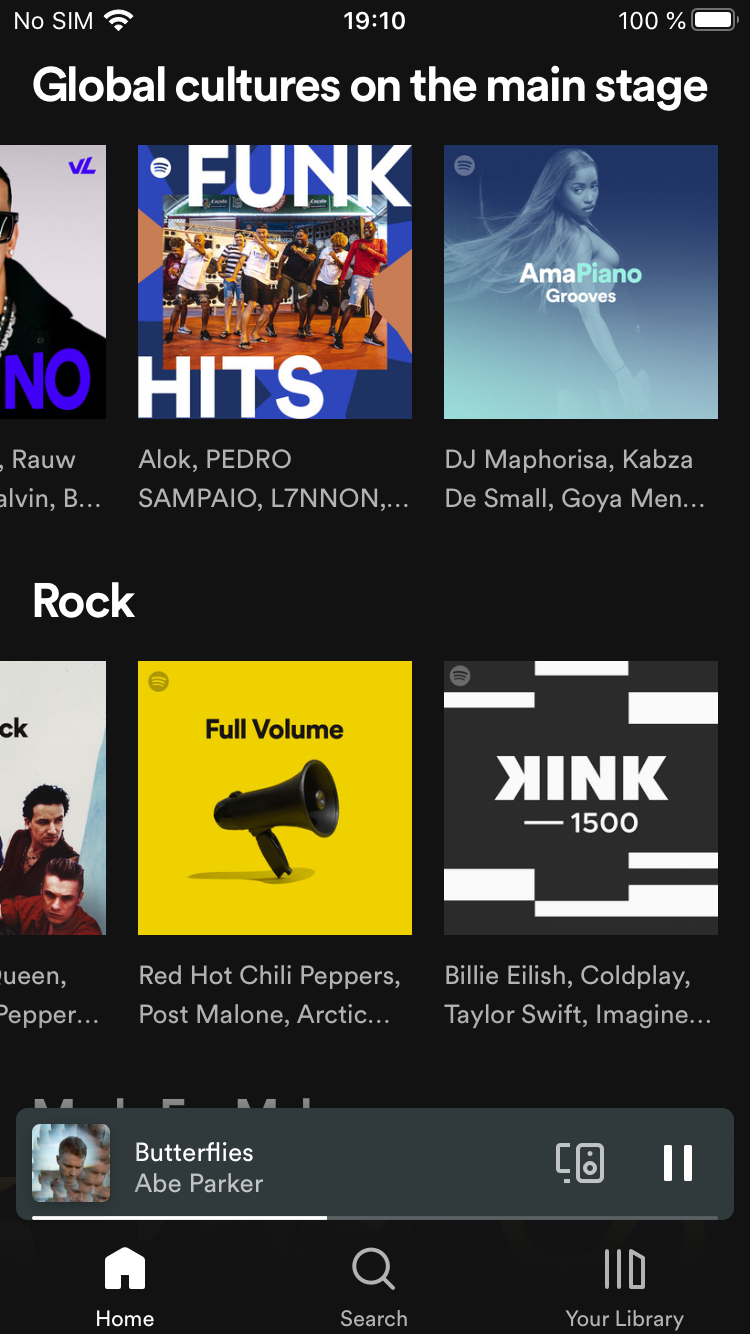 No SIM 19:10 100 %
Global cultures on the main stage
VL
FUNK
HITS
NO
AmaPiano
Grooves
, Rauw
alvin, B...
Alok, PEDRO
SAMPAIO, L7NNON,...
DJ Maphorisa, Kabza
De Small, Goya Men...
Rock
ck
Full Volume
KINK
1500
Queen,
Pepper...
Red Hot Chili Peppers,
Post Malone, Arctic...
Billie Eilish, Coldplay,
Taylor Swift, Imagine...
Butterflies
Abe Parker
Home
Search
Your Library